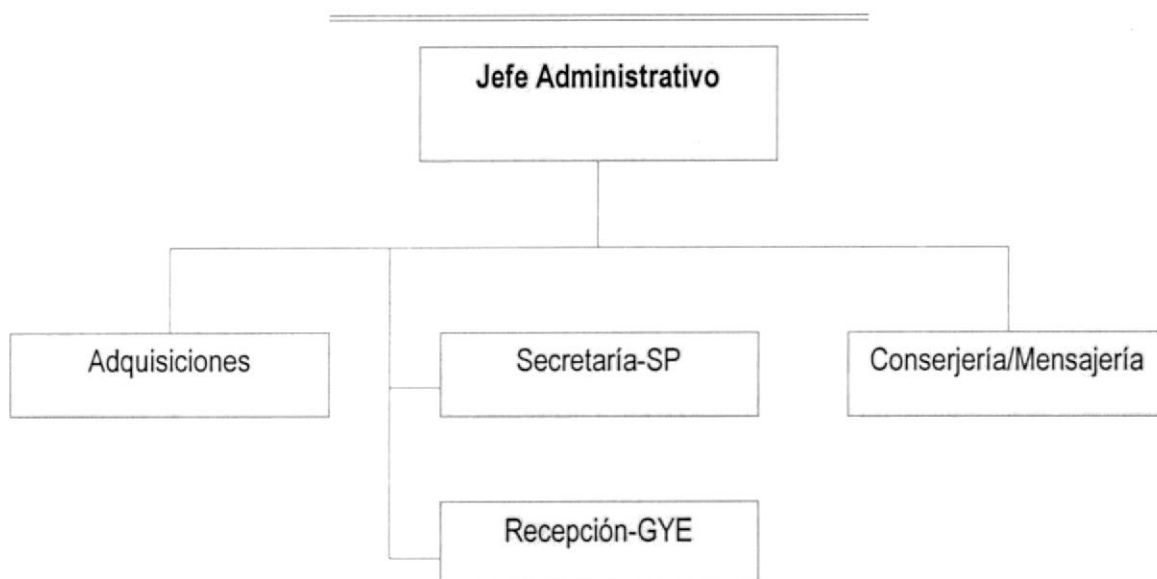 Jefe Administrativo
Adquisiciones
Secretaría-SP
Conserjería/Mensajería
Recepción-GYE